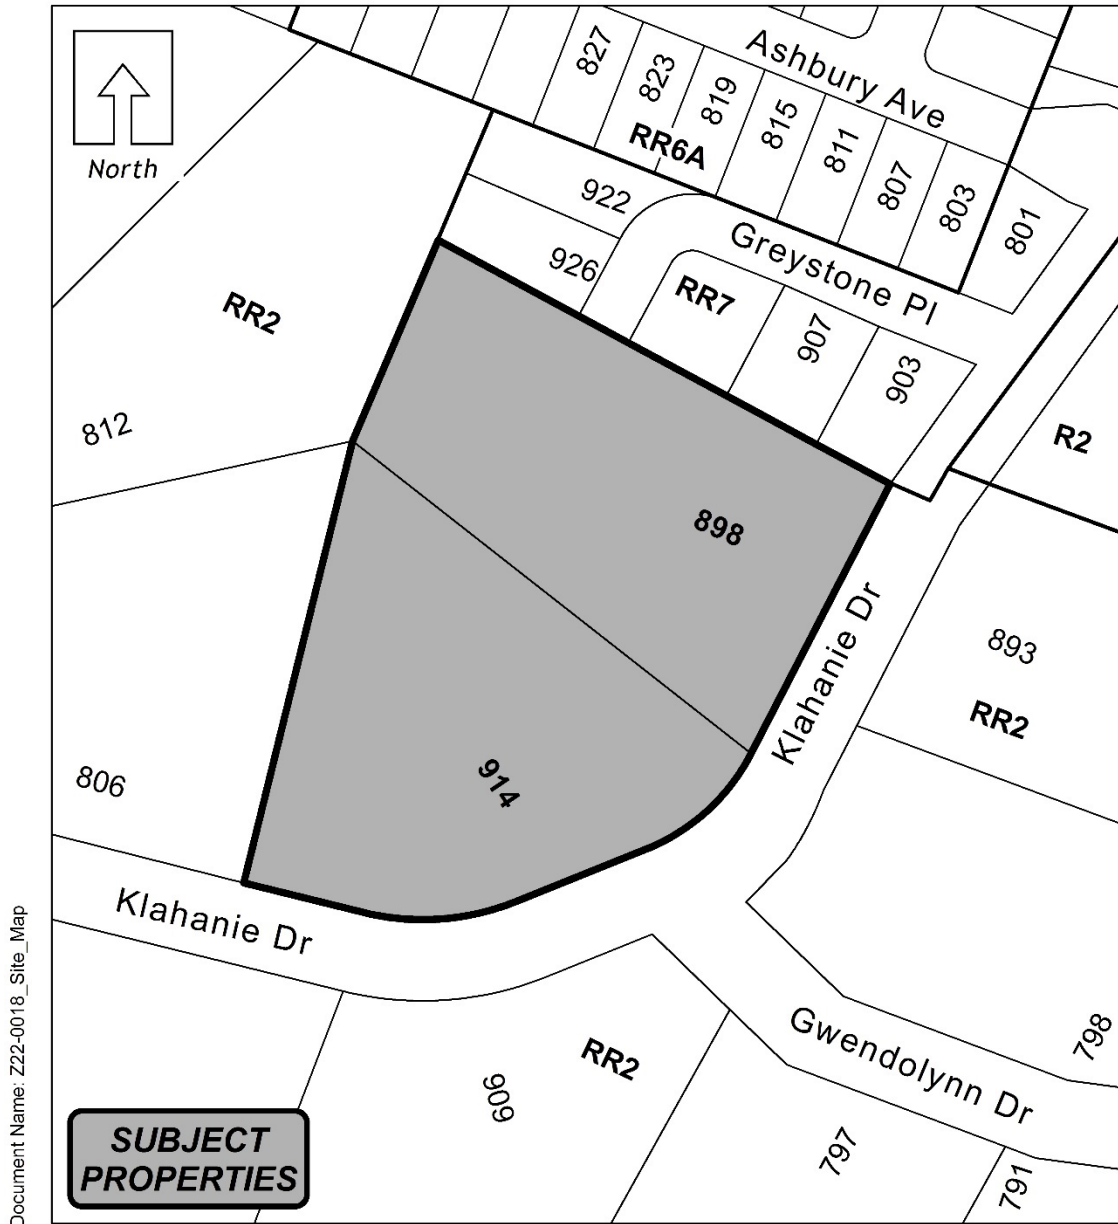 North
827
823
819
815
811
807
803
801
Ashbury Ave
RR6A
922
926
Greystone Pl
RR7
907
903
RR2
812
R2
898
Klahanie Dr
893
RR2
914
806
Klahanie Dr
Gwendolynn Dr
798
RR2
909
797
791
SUBJECT
PROPERTIES
Document Name: Z22-0018_Site_Map